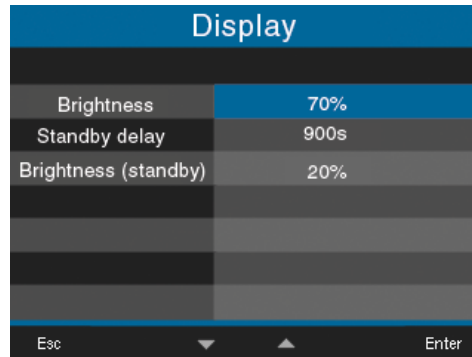 Display
Brightness 70%
Standby delay 900s
Brightness (standby) 20%
Esc Enter